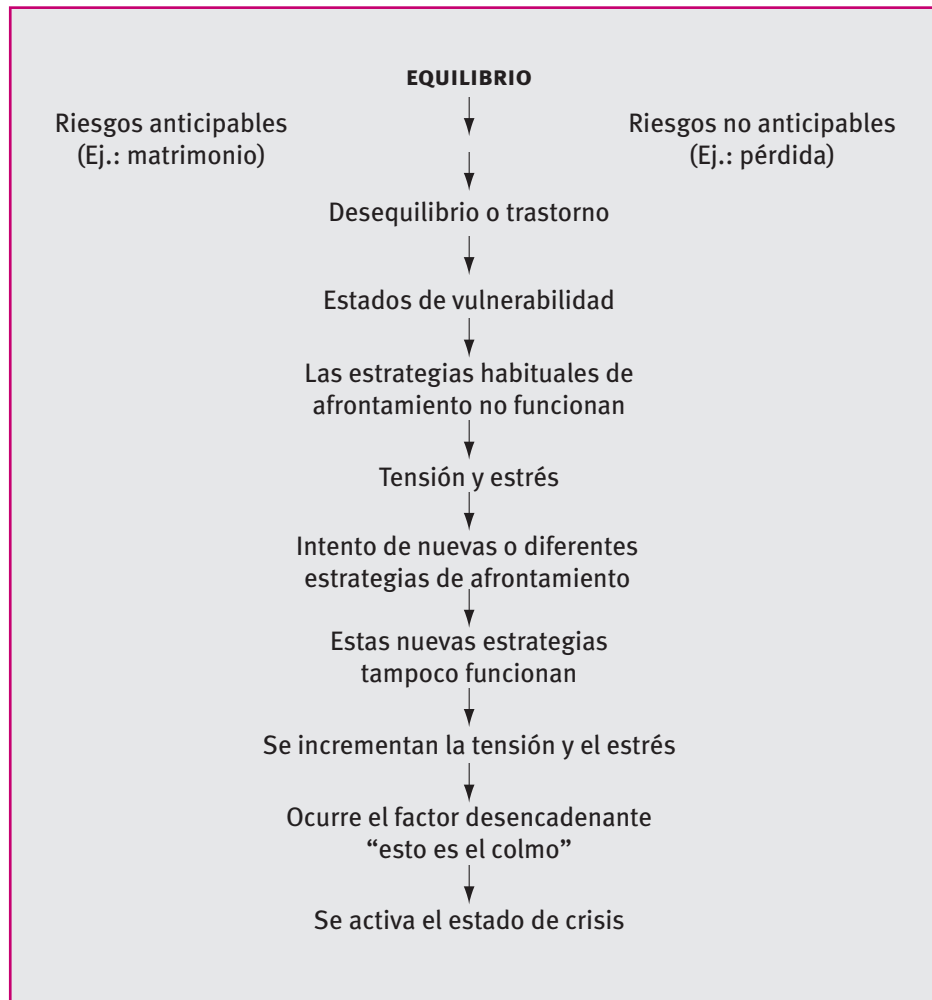 EQUILIBRIO
Riesgos anticipables
(Ej.: matrimonio)
Riesgos no anticipables
(Ej.: pérdida)
Desequilibrio o trastorno
Estados de vulnerabilidad
Las estrategias habituales de
afrontamiento no funcionan
Tensión y estrés
Intento de nuevas o diferentes
estrategias de afrontamiento
Estas nuevas estrategias
tampoco funcionan
Se incrementan la tensión y el estrés
Ocurre el factor desencadenante
“esto es el colmo”
Se activa el estado de crisis